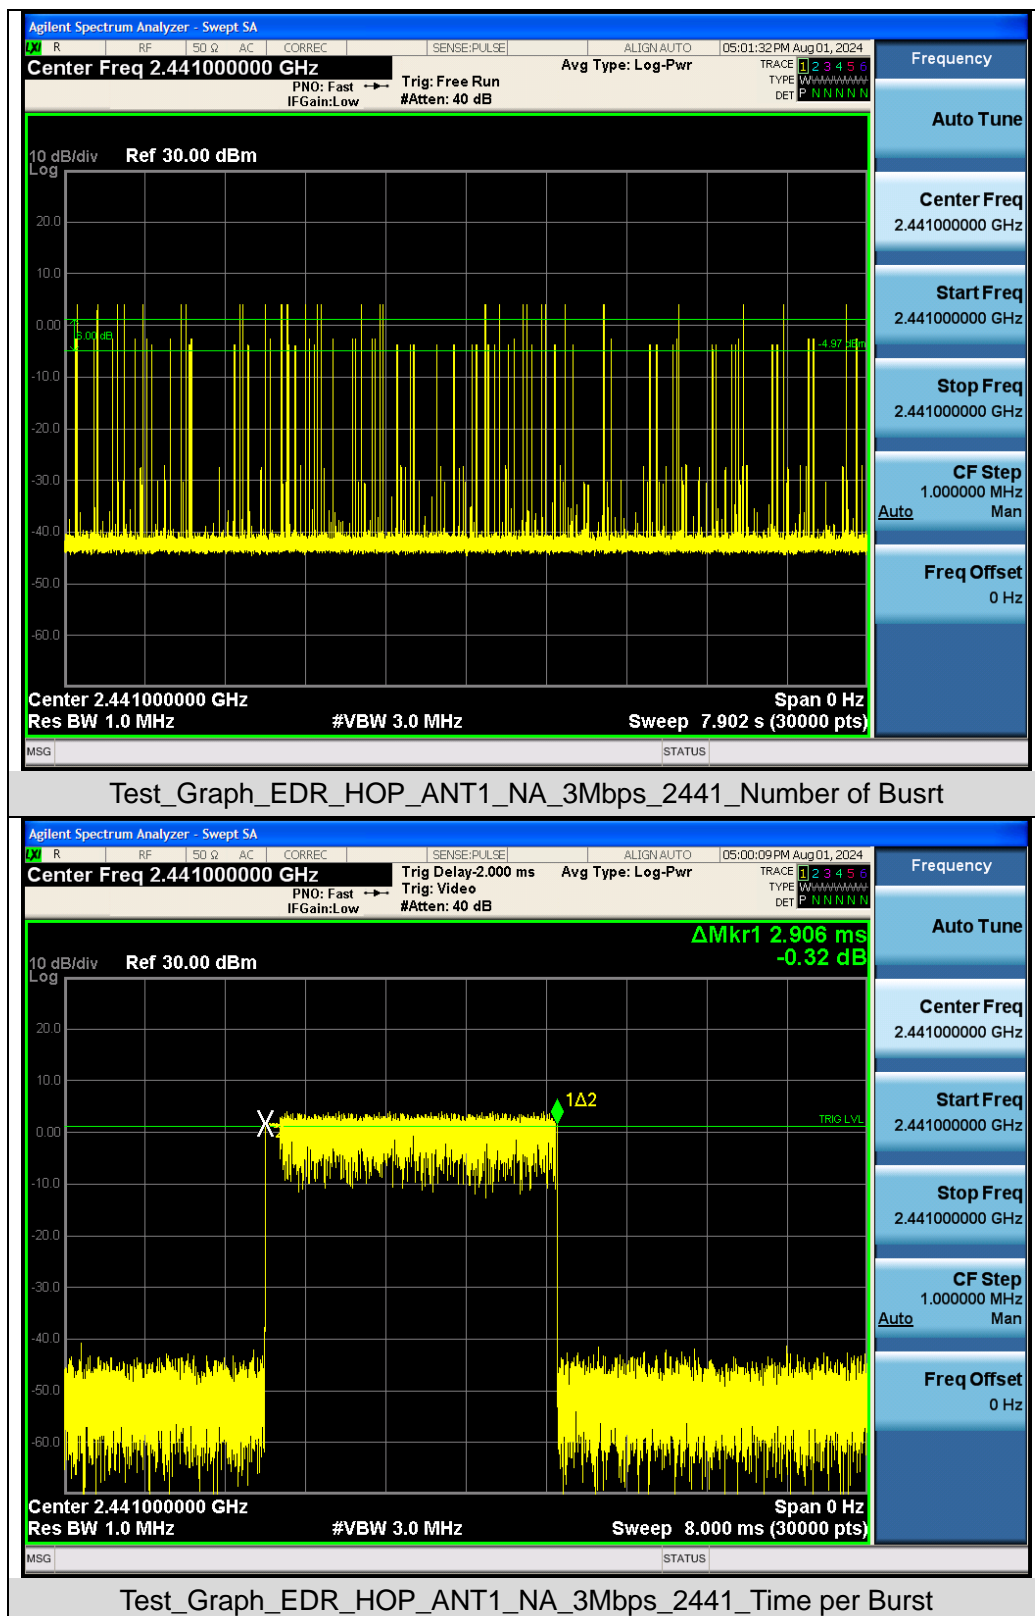 Agilent Spectrum Analyzer - Swept SA
LXI R RF 50 Ω AC CORREC SENSE:PULSE ALIGN AUTO 05:01:32 PM Aug 01, 2024
Center Freq 2.441000000 GHz
PNO: Fast
IFGain:Low
Trig: Free Run
#Atten: 40 dB
Avg Type: Log-Pwr
TRACE 1 2 3 4 5 6
TYPE
DET P N N N N N
10 dB/div
Log
Ref 30.00 dBm
20.0
10.0
0.00
6.00 dB
-4.97 dBm
-10.0
-20.0
-30.0
-40.0
-50.0
-60.0
Center 2.441000000 GHz
Span 0 Hz
Res BW 1.0 MHz
#VBW 3.0 MHz
Sweep 7.902 s (30000 pts)
MSG
STATUS
Frequency
Auto Tune
Center Freq
2.441000000 GHz
Start Freq
2.441000000 GHz
Stop Freq
2.441000000 GHz
CF Step
1.000000 MHz
Auto Man
Freq Offset
0 Hz
Test_Graph_EDR_HOP_ANT1_NA_3Mbps_2441_Number of Busrt
Agilent Spectrum Analyzer - Swept SA
LXI R RF 50 Ω AC CORREC SENSE:PULSE ALIGN AUTO 05:00:09 PM Aug 01, 2024
Center Freq 2.441000000 GHz
PNO: Fast
IFGain:Low
Trig Delay-2.000 ms
Trig: Video
#Atten: 40 dB
Avg Type: Log-Pwr
TRACE 1 2 3 4 5 6
TYPE
DET P N N N N N
ΔMkr1 2.906 ms
-0.32 dB
10 dB/div
Log
Ref 30.00 dBm
20.0
10.0
1Δ2
TRIG LVL
0.00
-10.0
-20.0
-30.0
-40.0
-50.0
-60.0
Center 2.441000000 GHz
Span 0 Hz
Res BW 1.0 MHz
#VBW 3.0 MHz
Sweep 8.000 ms (30000 pts)
MSG
STATUS
Frequency
Auto Tune
Center Freq
2.441000000 GHz
Start Freq
2.441000000 GHz
Stop Freq
2.441000000 GHz
CF Step
1.000000 MHz
Auto Man
Freq Offset
0 Hz
Test_Graph_EDR_HOP_ANT1_NA_3Mbps_2441_Time per Burst